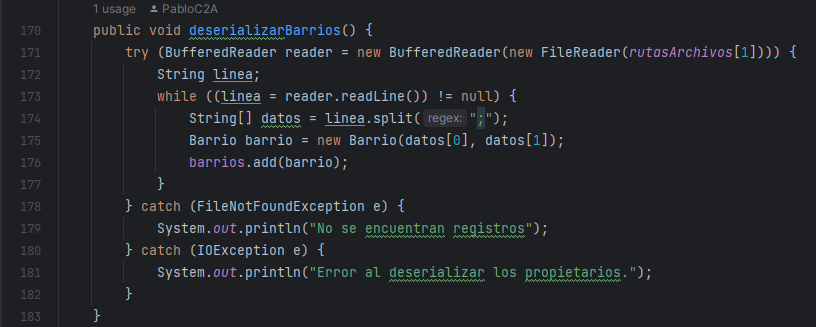 1 usage PabloC2A
170 public void deserializarBarrios() {
171 try (BufferedReader reader = new BufferedReader(new FileReader(rutasArchivos[1]))) {
172 String linea;
173 while ((linea = reader.readLine()) != null) {
174 String[] datos = linea.split( regex: ";");
175 Barrio barrio = new Barrio(datos[0], datos[1]);
176 barrios.add(barrio);
177 }
178 } catch (FileNotFoundException e) {
179 System.out.println("No se encuentran registros");
180 } catch (IOException e) {
181 System.out.println("Error al deserializar los propietarios.");
182 }
183 }